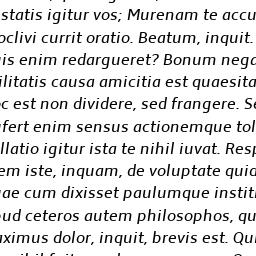 statis igitur vos; Murenam te accu
oclivi currit oratio. Beatum, inquit.
is enim redargueret? Bonum nega
ilitatis causa amicitia est quaesita
c est non dividere, sed frangere. Se
fert enim sensus actionemque tol
llatio igitur ista te nihil iuvat. Resp
em iste, inquam, de voluptate quid
ae cum dixisset paulumque instit
ud ceteros autem philosophos, qu
aximus dolor, inquit, brevis est. Qui